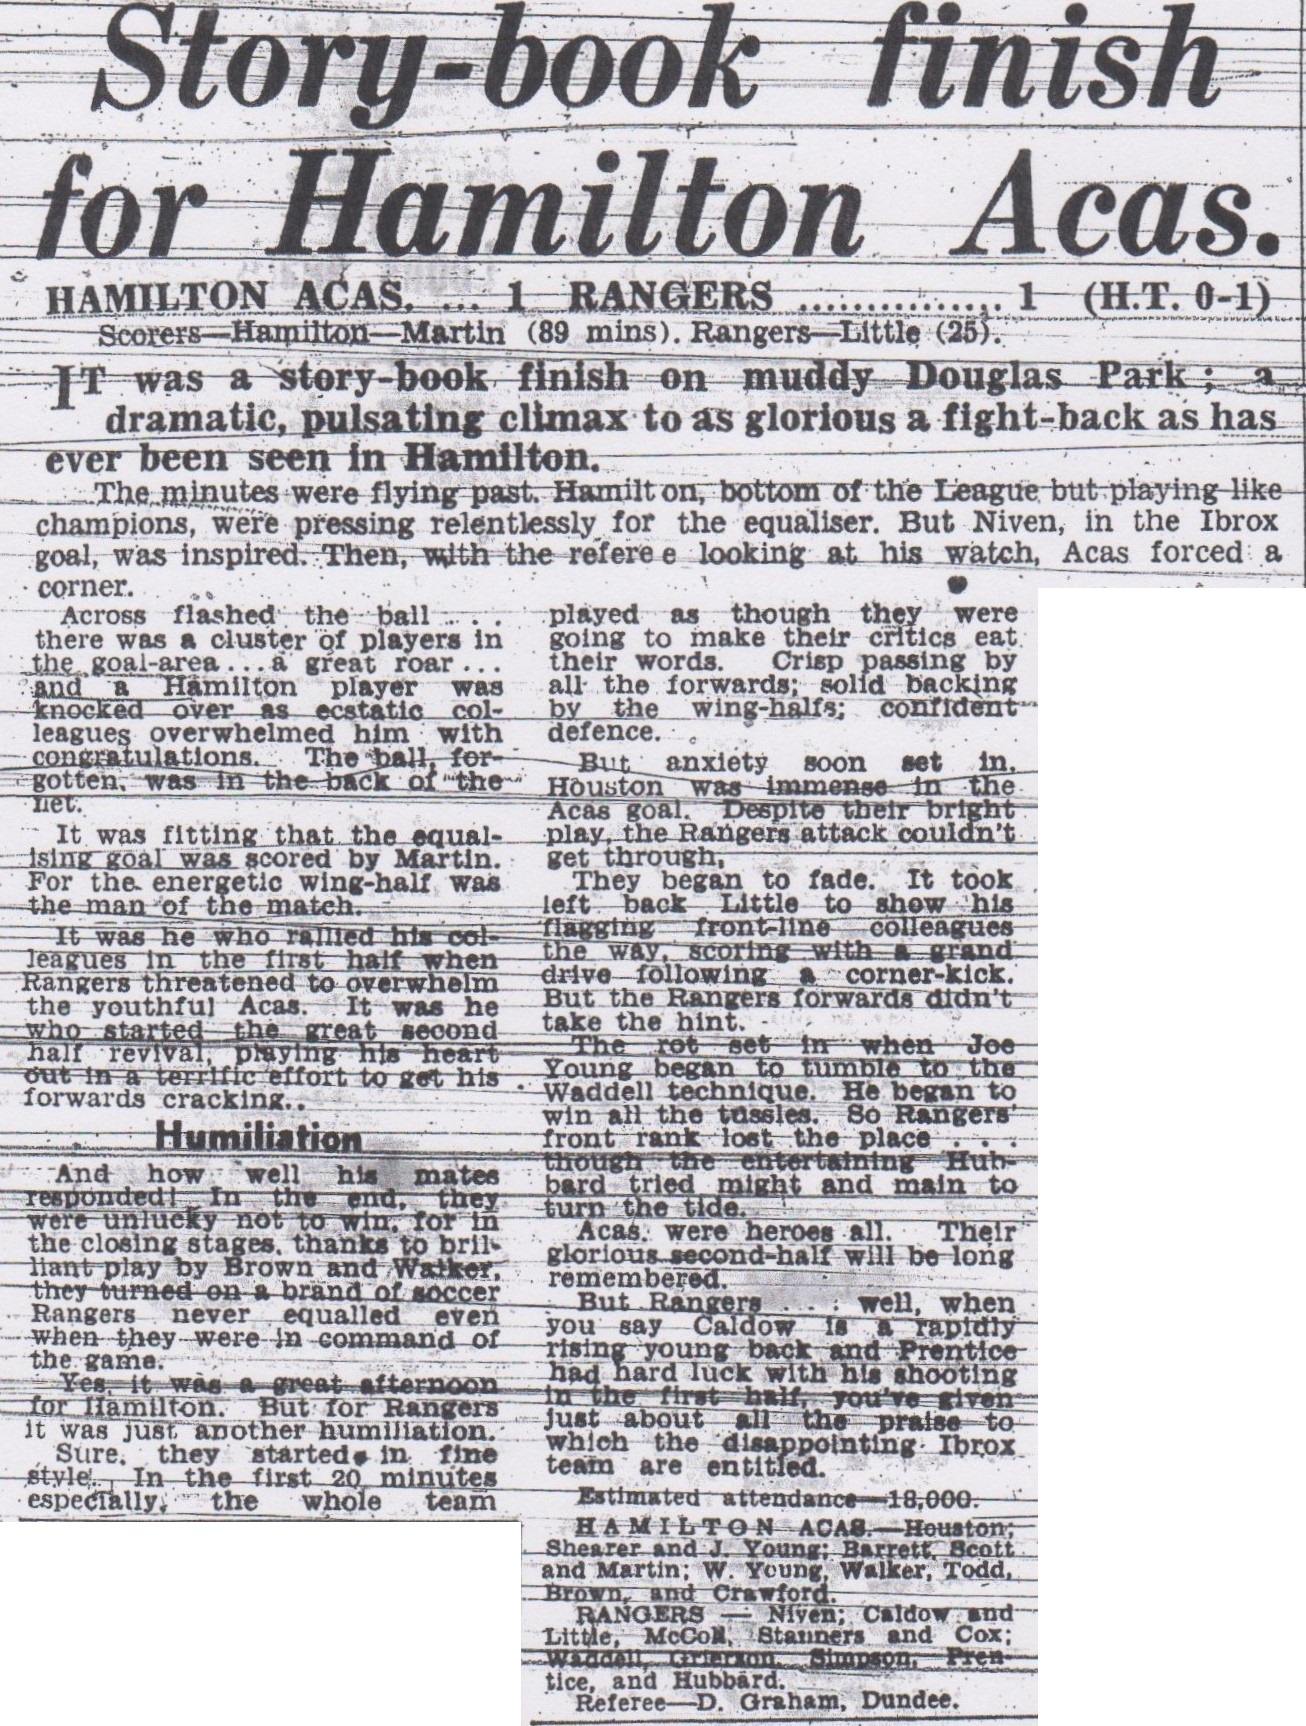 Story-book finish
for Hamilton Acas.
HAMILTON ACAS. ... 1 RANGERS ............... 1 (H.T. 0-1)
Scorers—Hamilton—Martin (89 mins). Rangers—Little (25).
IT was a story-book finish on muddy Douglas Park; a
dramatic, pulsating climax to as glorious a fight-back as has
ever been seen in Hamilton.
The minutes were flying past. Hamilton, bottom of the League but playing like
champions, were pressing relentlessly for the equaliser. But Niven, in the Ibrox
goal, was inspired. Then, with the referee looking at his watch, Acas forced a
corner.
Across flashed the ball . . .
there was a cluster of players in
the goal-area . . . a great roar . . .
and a Hamilton player was
knocked over as ecstatic col-
leagues overwhelmed him with
congratulations. The ball, for-
gotten, was in the back of the
net.
It was fitting that the equal-
ising goal was scored by Martin.
For the energetic wing-half was
the man of the match.
It was he who rallied his col-
leagues in the first half when
Rangers threatened to overwhelm
the youthful Acas. It was he
who started the great second
half revival, playing his heart
out in a terrific effort to get his
forwards cracking..
Humiliation
And how well his mates
responded! In the end, they
were unlucky not to win, for in
the closing stages, thanks to bril-
liant play by Brown and Walker,
they turned on a brand of soccer
Rangers never equalled even
when they were in command of
the game.
Yes, it was a great afternoon
for Hamilton. But for Rangers
it was just another humiliation.
Sure, they started in fine
style. In the first 20 minutes
especially, the whole team
played as though they were
going to make their critics eat
their words. Crisp passing by
all the forwards; solid backing
by the wing-halfs; confident
defence.
But anxiety soon set in.
Houston was immense in the
Acas goal. Despite their bright
play, the Rangers attack couldn't
get through.
They began to fade. It took
left back Little to show his
flagging front-line colleagues
the way, scoring with a grand
drive following a corner-kick.
But the Rangers forwards didn't
take the hint.
The rot set in when Joe
Young began to tumble to the
Waddell technique. He began to
win all the tussles. So Rangers'
front rank lost the place . . .
though the entertaining Hub-
bard tried might and main to
turn the tide.
Acas. were heroes all. Their
glorious second-half will be long
remembered.
But Rangers . . . well, when
you say Caldow is a rapidly
rising young back and Prentice
had hard luck with his shooting
in the first half, you've given
just about all the praise to
which the disappointing Ibrox
team are entitled.
Estimated attendance—18,000.
HAMILTON ACAS.—Houston;
Shearer and J. Young; Barrett, Scott
and Martin; W. Young, Walker, Todd,
Brown, and Crawford.
RANGERS — Niven; Caldow and
Little, McColl, Stanners and Cox;
Waddell, Grierson, Simpson, Pren-
tice, and Hubbard.
Referee—D. Graham, Dundee.